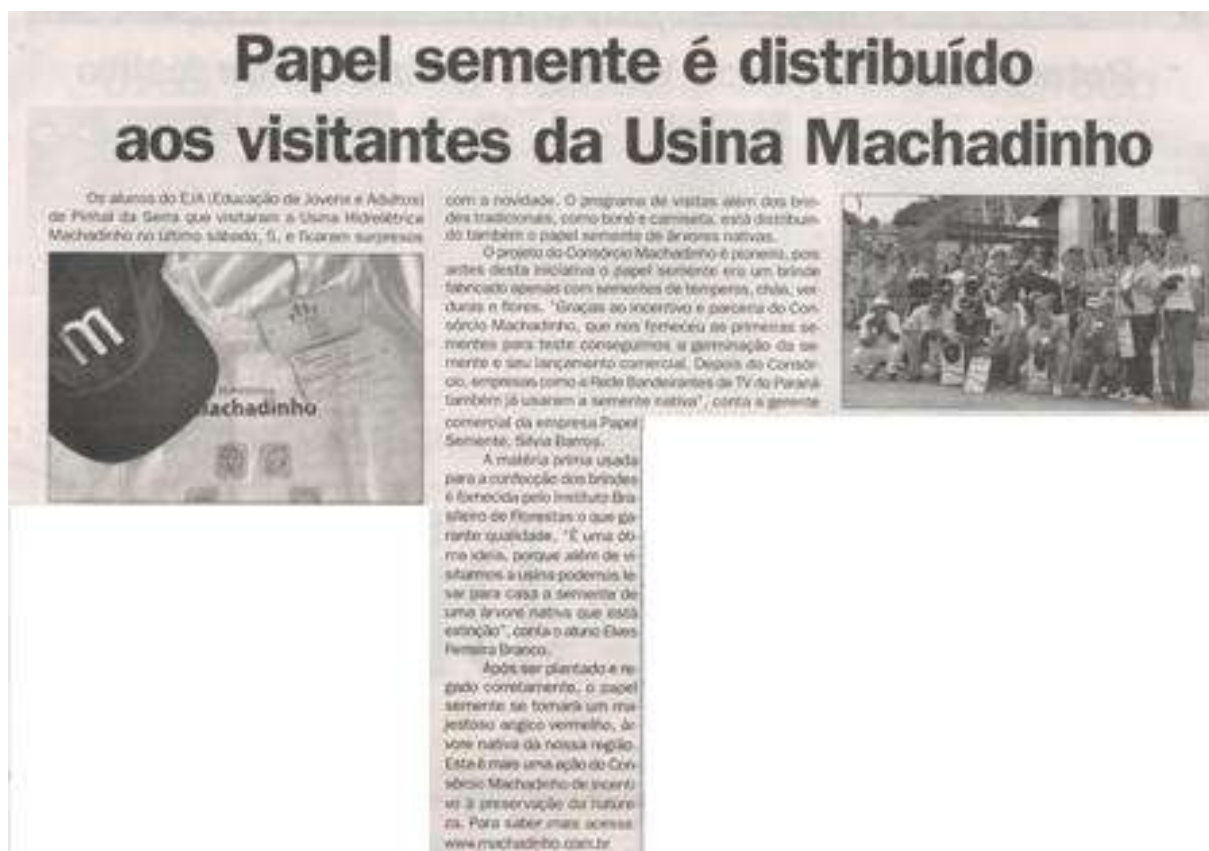 Papel semente é distribuído
aos visitantes da Usina Machadinho
Os alunos do EJA (Educação de Jovens e Adultos)
de Pinhal da Serra que visitaram a Usina Hidrelétrica
Machadinho no último sábado, 5, e ficaram surpresos
m
machadinho
com a novidade. O programa de visitas além dos brin-
des tradicionais, como boné e camiseta, está distribuin-
do também o papel semente de árvores nativas.
O projeto do Consórcio Machadinho é pioneiro, pois
antes desta iniciativa o papel semente era um brinde
fabricado apenas com sementes de temperos, chás, ver-
duras e flores. "Graças ao incentivo e parceria do Con-
sórcio Machadinho, que nos forneceu as primeiras se-
mentes para teste conseguimos a germinação da se-
mente e seu lançamento comercial. Depois do Consór-
cio, empresas como a Rede Bandeirantes de TV do Paraná
também já usaram a semente nativa", conta a gerente
comercial da empresa Papel
Semente, Silvia Barros.
A matéria prima usada
para a confecção dos brindes
é fornecida pelo Instituto Bra-
sileiro de Florestas o que ga-
rante qualidade. "É uma óti-
ma ideia, porque além de vi-
sitarmos a usina podemos le-
var para casa a semente de
uma árvore nativa que está
extinção", conta o aluno Elves
Ferreira Branco.
Após ser plantado e re-
gado corretamente, o papel
semente se tornará um ma-
jestoso angico vermelho, ár-
vore nativa da nossa região.
Esta é mais uma ação do Con-
sórcio Machadinho de incenti-
vo à preservação da nature-
za. Para saber mais acesse:
www.machadinho.com.br